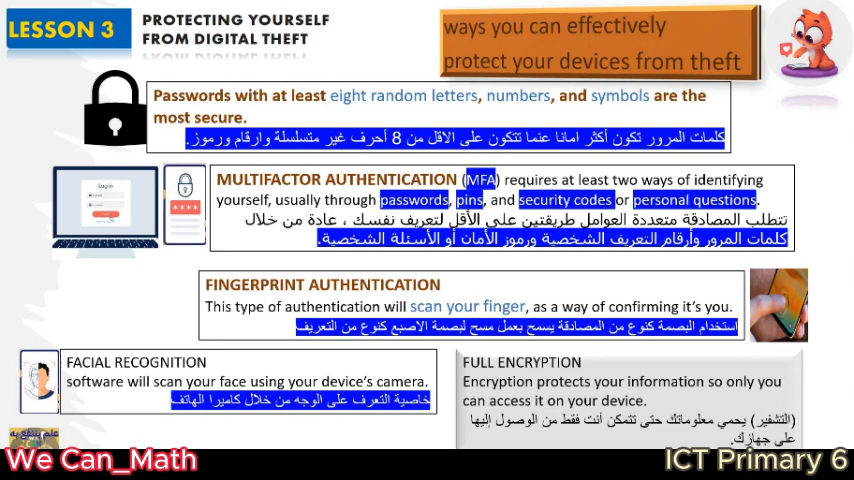 LESSON 3
PROTECTING YOURSELF
FROM DIGITAL THEFT
ways you can effectively
protect your devices from theft
Passwords with at least eight random letters, numbers, and symbols are the
most secure.
كلمات المرور تكون أكثر امانا عنما تتكون على الاقل من 8 أحرف غير متسلسلة وارقام ورموز.
Login
MULTIFACTOR AUTHENTICATION (MFA) requires at least two ways of identifying
yourself, usually through passwords, pins, and security codes or personal questions.
تتطلب المصادقة متعددة العوامل طريقتين على الأقل لتعريف نفسك ، عادة من خلال
كلمات المرور وأرقام التعريف الشخصية ورموز الأمان أو الأسئلة الشخصية.
FINGERPRINT AUTHENTICATION
This type of authentication will scan your finger, as a way of confirming it's you.
استخدام البصمة كنوع من المصادقة يسمح بعمل مسح لبصمة الاصبع كنوع من التعريف
FACIAL RECOGNITION
software will scan your face using your device's camera.
خاصية التعرف على الوجه من خلال كاميرا الهاتف
FULL ENCRYPTION
Encryption protects your information so only you
can access it on your device.
(التشفير) يحمي معلوماتك حتى تتمكن أنت فقط من الوصول إليها
على جهازك.
علم ينتفع به
We Can_Math
ICT Primary 6